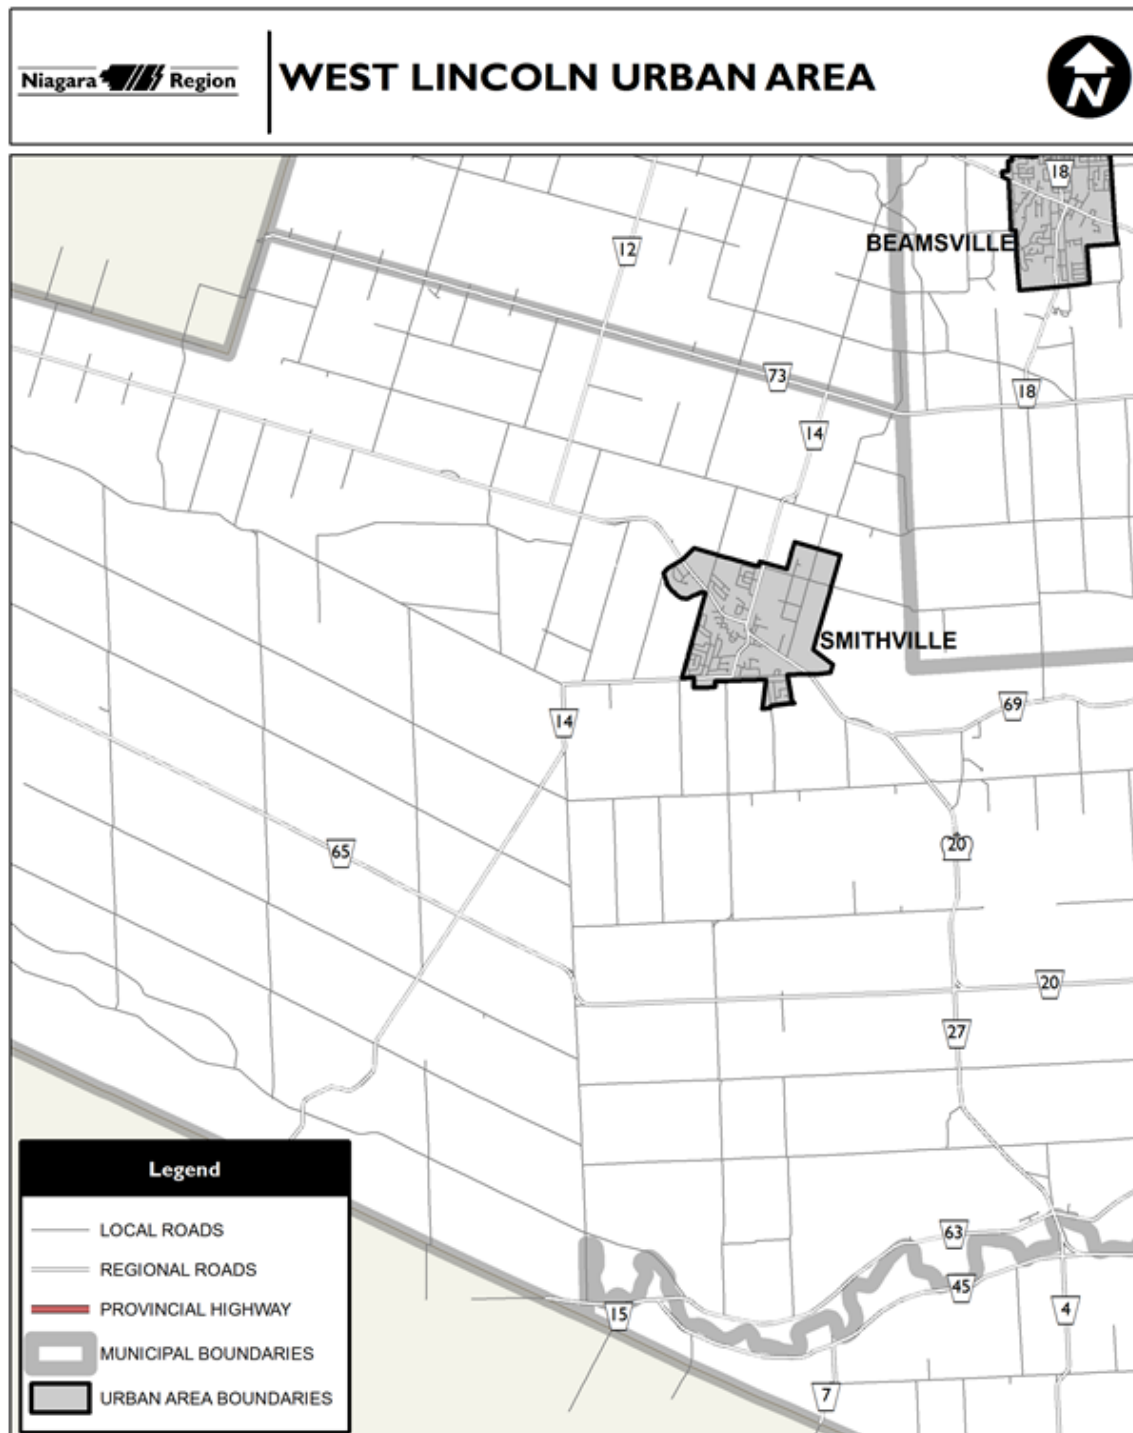 Niagara Region
WEST LINCOLN URBAN AREA
N
18
BEAMSVILLE
12
73
18
14
SMITHVILLE
69
14
20
65
20
27
63
45
15
4
7
Legend
LOCAL ROADS
REGIONAL ROADS
PROVINCIAL HIGHWAY
MUNICIPAL BOUNDARIES
URBAN AREA BOUNDARIES